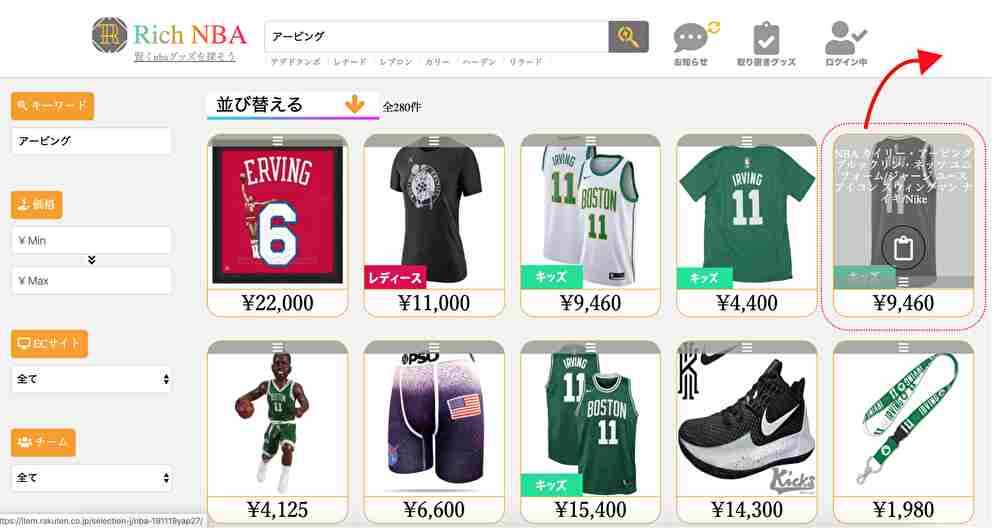 Rich NBA
賢くnbaグッズを探そう
アービング
アデドクンボ
レナード
レブロン
カリー
ハーデン
リラード
お知らせ
取り置きグッズ
ログイン中
キーワード
アービング
価格
¥ Min
¥ Max
ECサイト
全て
チーム
全て
並び替える
全280件
ERVING
6
¥22,000
レディース
¥11,000
11
BOSTON
11
キッズ
¥9,460
IRVING
11
キッズ
¥4,400
NBA カイリー・アービング
ブルックリン・ネッツ ユニ
フォーム/ジャージ ユース
アイコン スウィングマン ナ
イキ/Nike
11
キッズ
¥9,460
11
¥4,125
PSD
¥6,600
IRVING
11
BOSTON
11
キッズ
¥15,400
Kicks
¥14,300
IRVING
11
¥1,980
ttps://item.rakuten.co.jp/selection-j/nba-191118yap27/